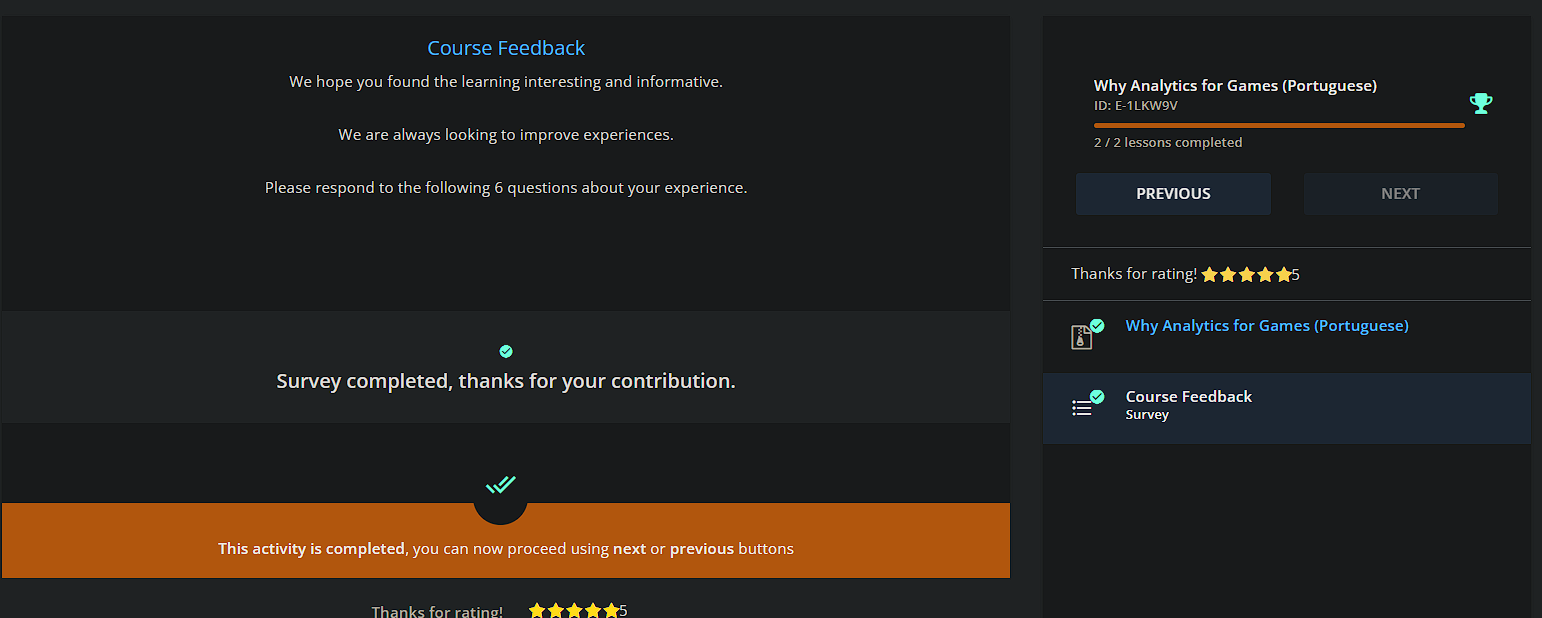 Course Feedback
We hope you found the learning interesting and informative.
We are always looking to improve experiences.
Please respond to the following 6 questions about your experience.
Survey completed, thanks for your contribution.
This activity is completed, you can now proceed using next or previous buttons
Thanks for rating! 5
Why Analytics for Games (Portuguese)
ID: E-1LKW9V
2 / 2 lessons completed
PREVIOUS
NEXT
Thanks for rating! 5
Why Analytics for Games (Portuguese)
Course Feedback
Survey